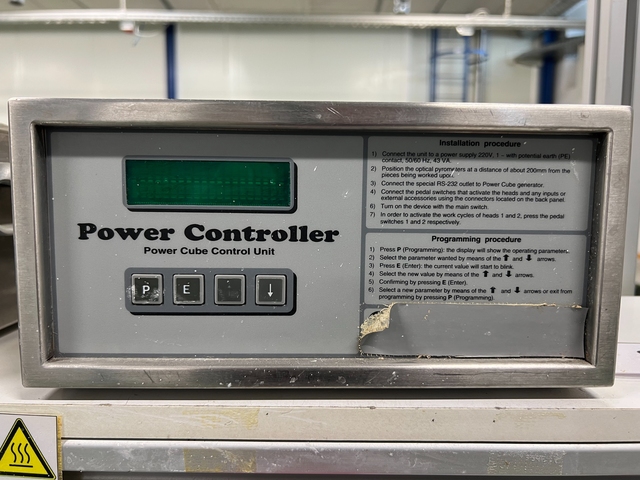 Power Controller
Power Cube Control Unit
P E ↓
Installation procedure
1) Connect the unit to a power supply 220V, 1 ~ with potential earth (PE)
contact, 50/60 Hz, 43 VA.
2) Position the optical pyrometers at a distance of about 200mm from the
pieces being worked upon.
3) Connect the special RS-232 outlet to Power Cube generator.
4) Connect the pedal switches that activate the heads and any inputs or
external accessories using the connectors located on the back panel.
6) Turn on the device with the main switch.
7) In order to activate the work cycles of heads 1 and 2, press the pedal
switches 1 and 2 respectively.
Programming procedure
1) Press P (Programming): the display will show the operating parameters.
2) Select the parameter wanted by means of the ⬆ and ⬇ arrows.
3) Press E (Enter): the current value will start to blink.
4) Select the new value by means of the ⬆ and ⬇ arrows.
5) Confirming by pressing E (Enter).
6) Select a new parameter by means of the ⬆ and ⬇ arrows or exit from
programming by pressing P (Programming).